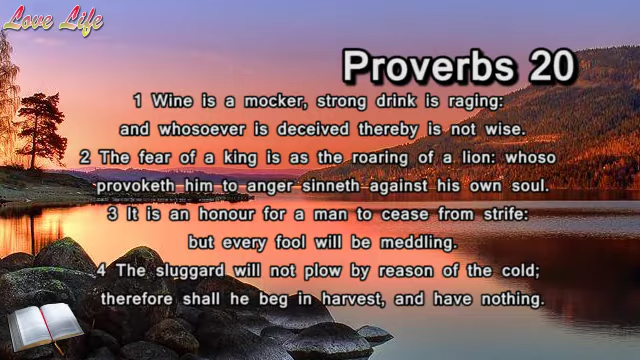 Love Life
Proverbs 20
1 Wine is a mocker, strong drink is raging:
and whosoever is deceived thereby is not wise.
2 The fear of a king is as the roaring of a lion: whoso
provoketh him to anger sinneth against his own soul.
3 It is an honour for a man to cease from strife:
but every fool will be meddling.
4 The sluggard will not plow by reason of the cold;
therefore shall he beg in harvest, and have nothing.